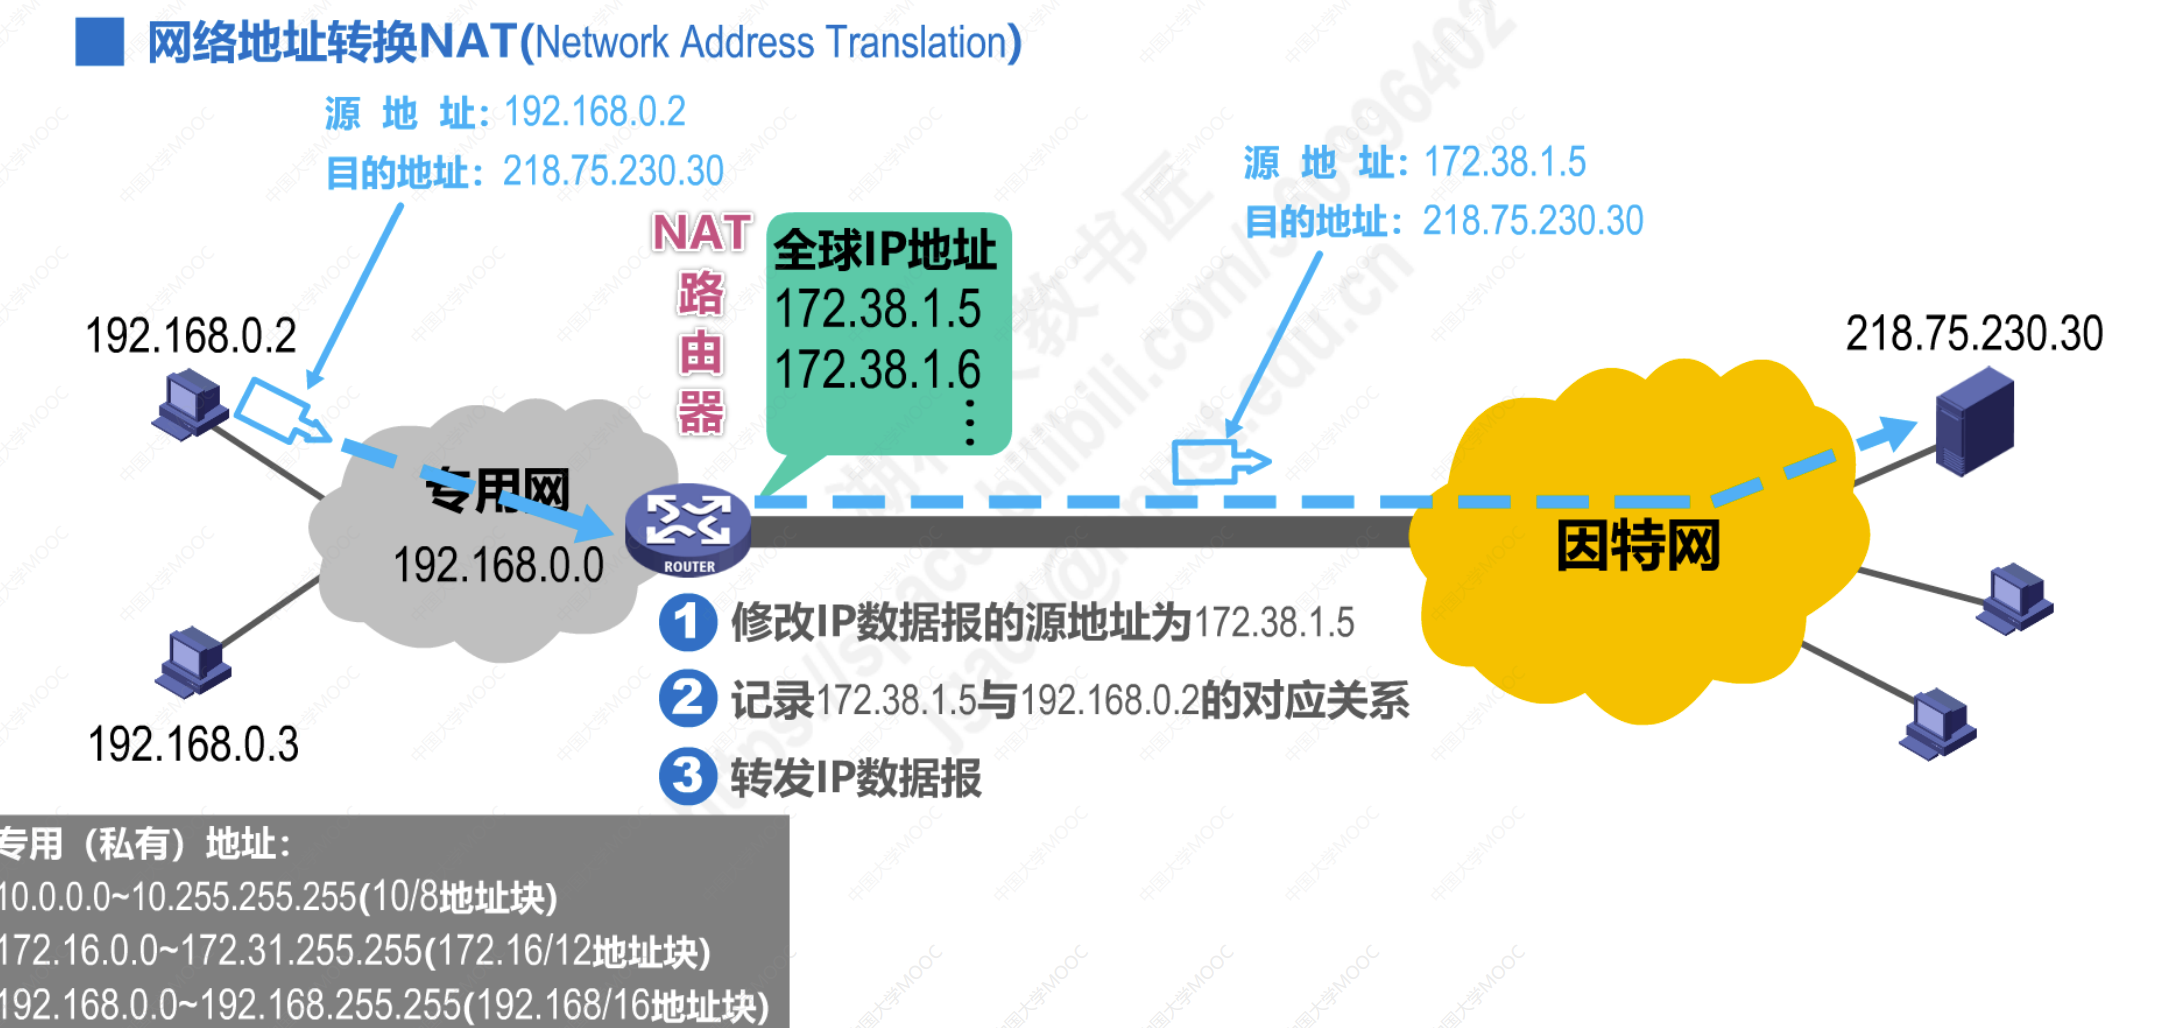 网络地址转换NAT(Network Address Translation)
源 地 址：192.168.0.2
目的地址：218.75.230.30
源 地 址：172.38.1.5
目的地址：218.75.230.30
NAT
路
由
器
全球IP地址
172.38.1.5
172.38.1.6
⋮
192.168.0.2
218.75.230.30
专用网
192.168.0.0
ROUTER
因特网
192.168.0.3
1 修改IP数据报的源地址为172.38.1.5
2 记录172.38.1.5与192.168.0.2的对应关系
3 转发IP数据报
专用（私有）地址：
10.0.0.0~10.255.255.255(10/8地址块)
172.16.0.0~172.31.255.255(172.16/12地址块)
192.168.0.0~192.168.255.255(192.168/16地址块)
中国大学MOOC